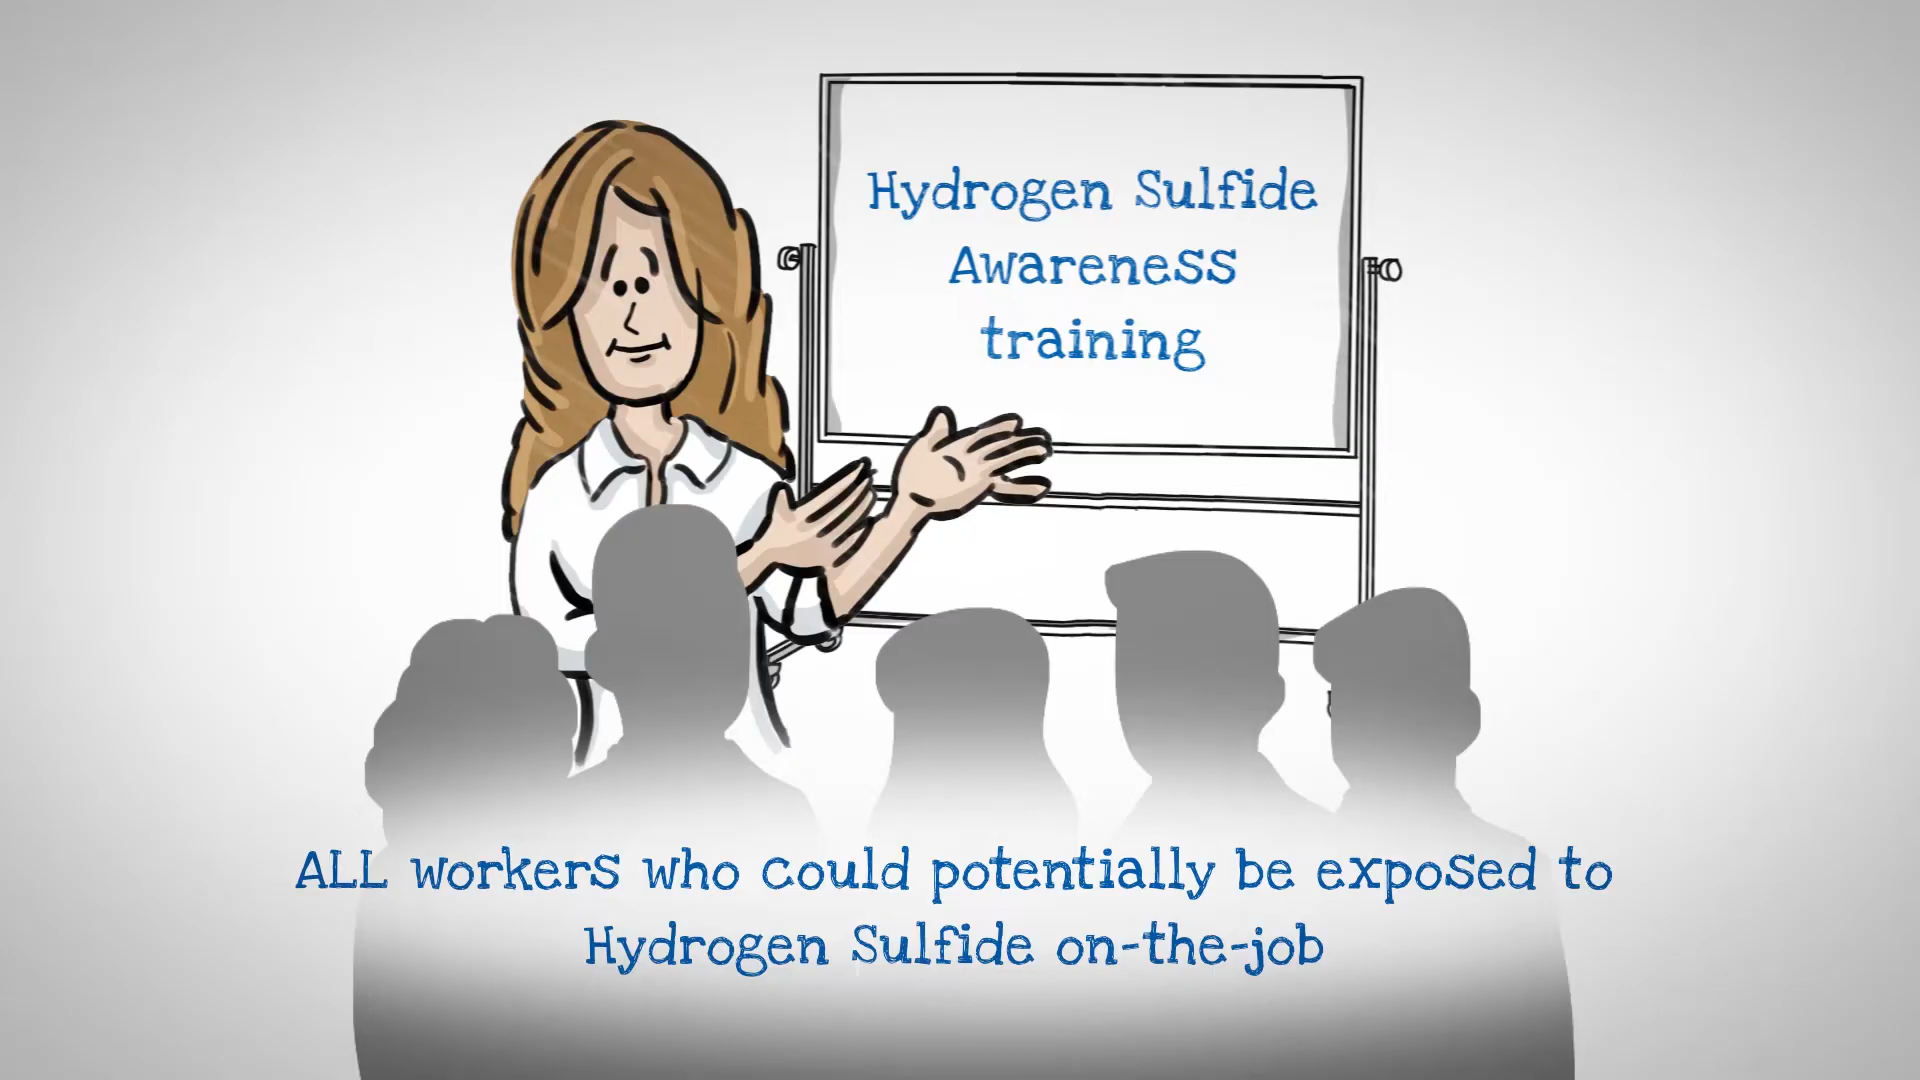 Hydrogen Sulfide
Awareness
training
ALL workers who could potentially be exposed to
Hydrogen Sulfide on-the-job